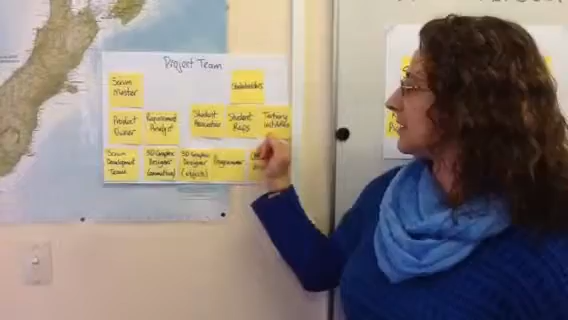 Project Team
Scrum
Master
Stakeholders
Product
Owner
Requirement
Analyst
Student
Association
Student
Reps
Tertiary
Institutes
Scrum
Development
Team
3D Graphic
Designer
(animation)
3D Graphic
Designer
(objects)
Programmer